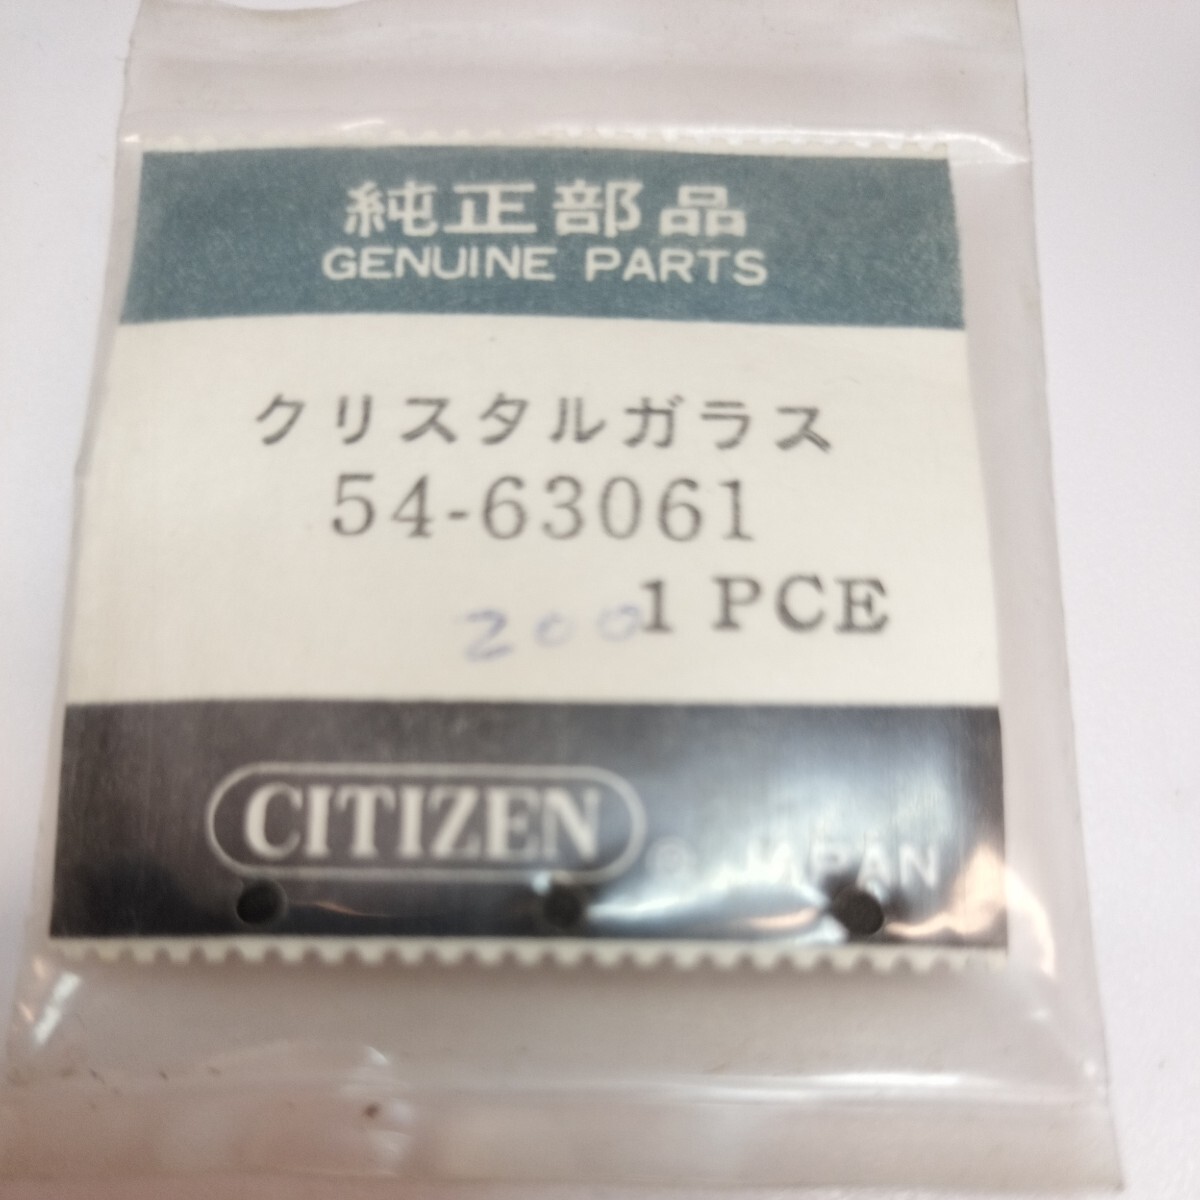 純正部品
GENUINE PARTS
クリスタルガラス
54-63061
200 1 PCE
CITIZEN ® JAPAN